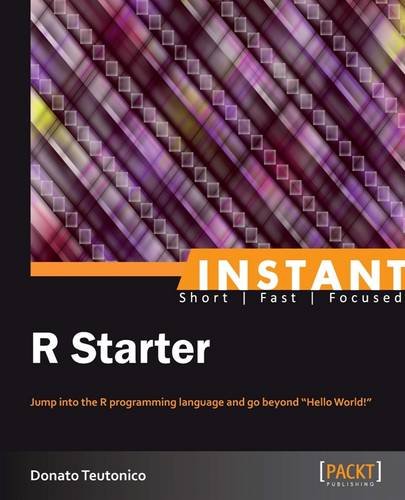 INSTANT
Short | Fast | Focused
R Starter
Jump into the R programming language and go beyond “Hello World!”
Donato Teutonico
[PACKT]
PUBLISHING